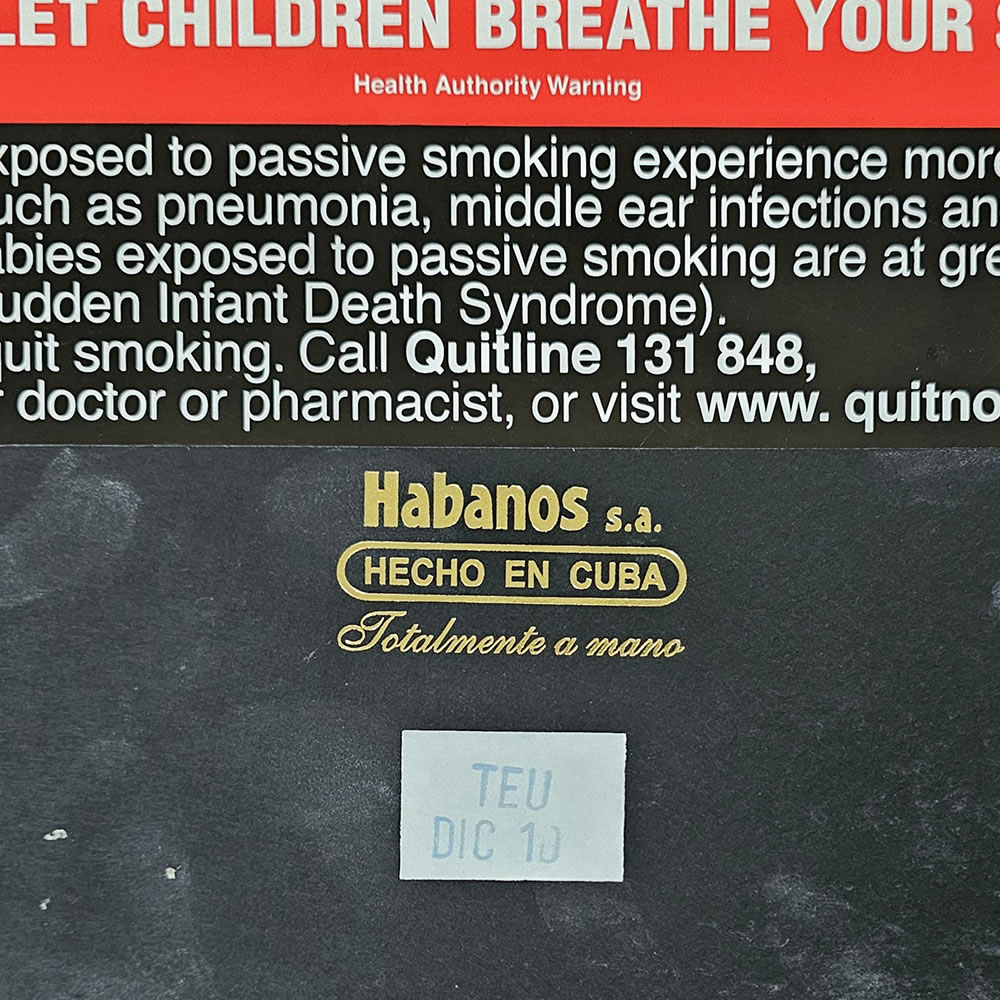 LET CHILDREN BREATHE YOUR
Health Authority Warning
xposed to passive smoking experience more
uch as pneumonia, middle ear infections an
abies exposed to passive smoking are at gre
udden Infant Death Syndrome).
quit smoking. Call Quitline 131 848,
r doctor or pharmacist, or visit www. quitno
Habanos s.a.
HECHO EN CUBA
Totalmente a mano
TEU
DIC 10